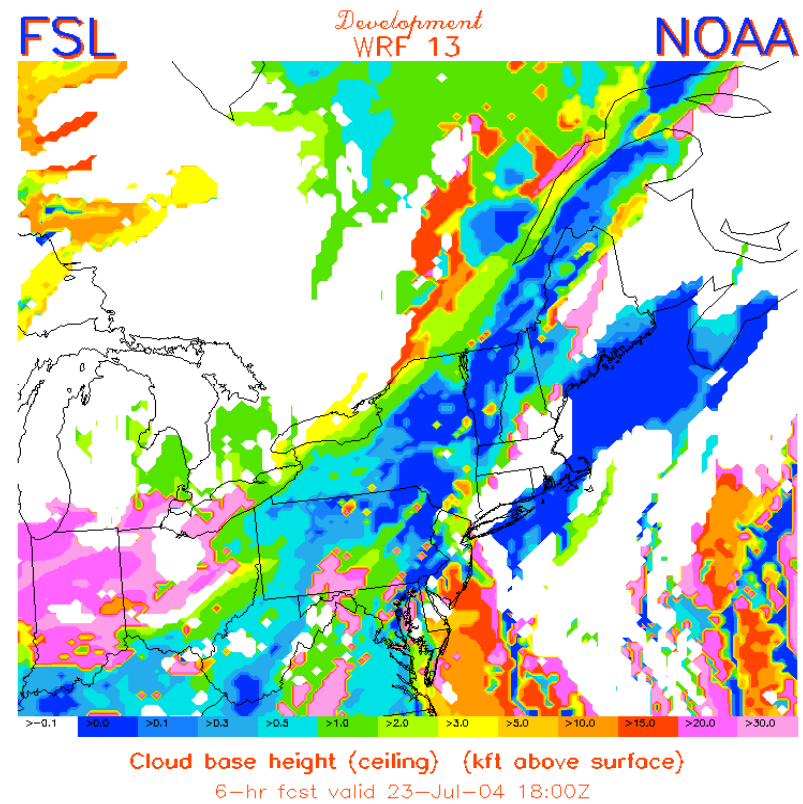 FSL
Development
NOAA
WRF 13
>-0.1 >0.0 >0.1 >0.3 >0.5 >1.0 >2.0 >3.0 >5.0 >10.0 >15.0 >20.0 >30.0
Cloud base height (ceiling) (kft above surface)
6-hr fcst valid 23-Jul-04 18:00Z